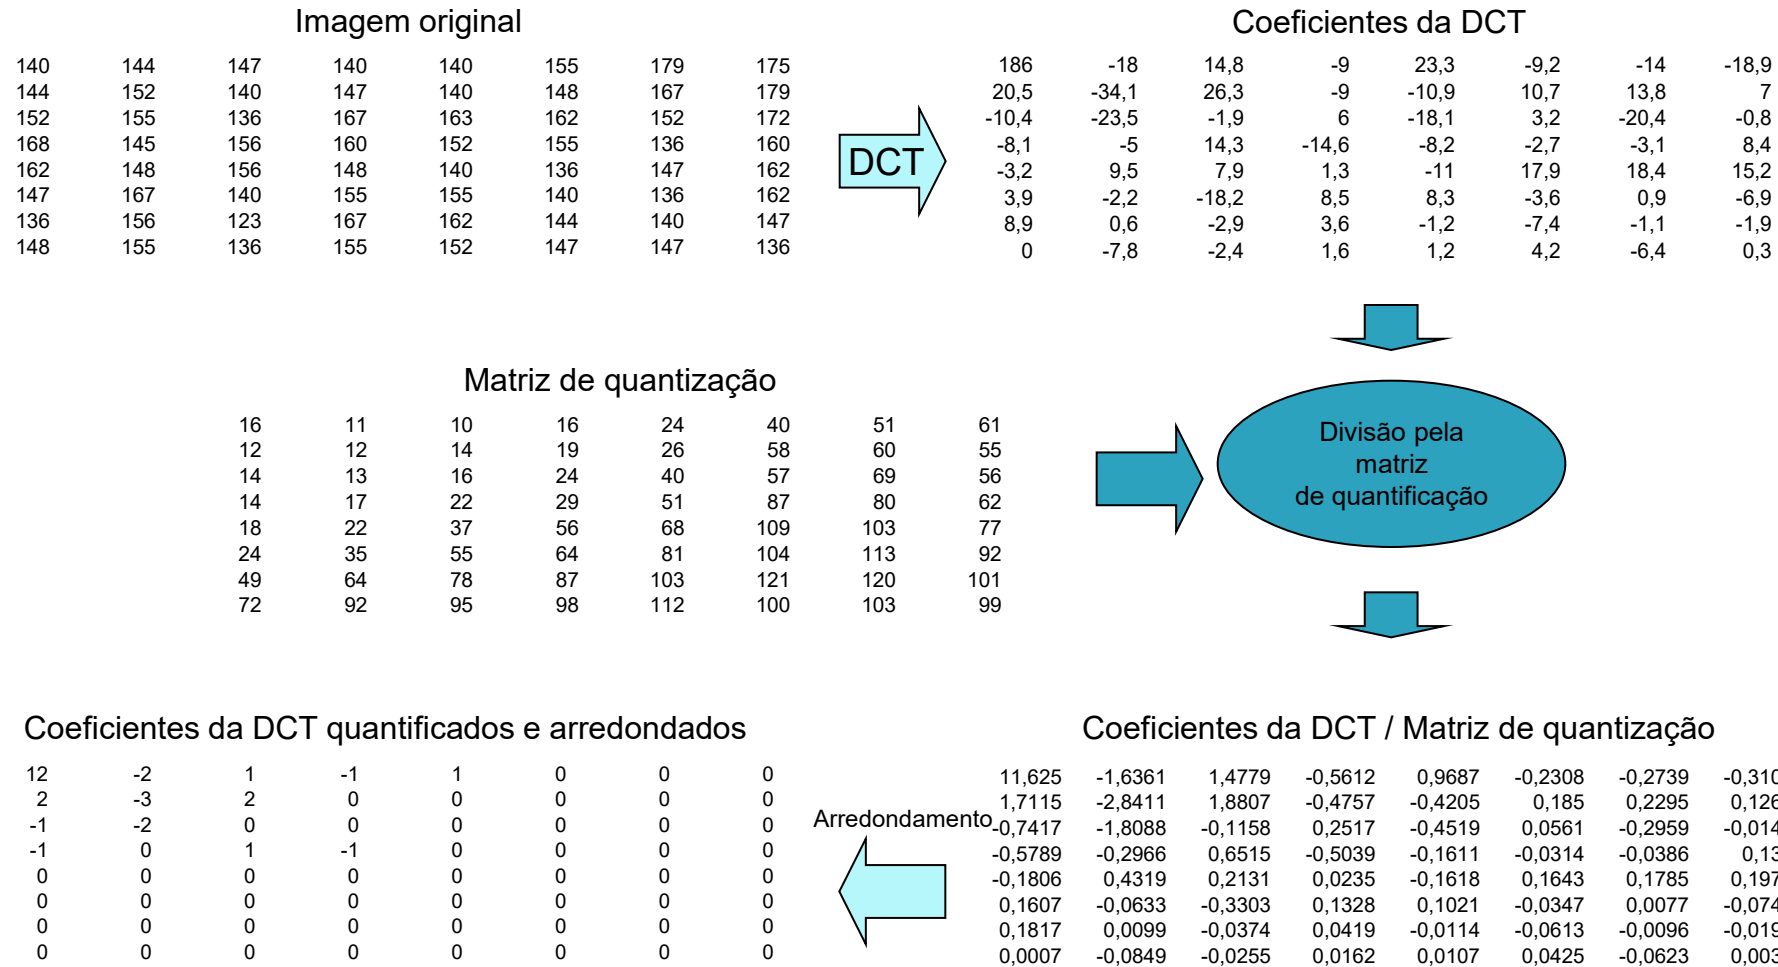 Imagem original
140 144 147 140 140 155 179 175
144 152 140 147 140 148 167 179
152 155 136 167 163 162 152 172
168 145 156 160 152 155 136 160
162 148 156 148 140 136 147 162
147 167 140 155 155 140 136 162
136 156 123 167 162 144 140 147
148 155 136 155 152 147 147 136
DCT
Coeficientes da DCT
186 -18 14,8 -9 23,3 -9,2 -14 -18,9
20,5 -34,1 26,3 -9 -10,9 10,7 13,8 7
-10,4 -23,5 -1,9 6 -18,1 3,2 -20,4 -0,8
-8,1 -5 14,3 -14,6 -8,2 -2,7 -3,1 8,4
-3,2 9,5 7,9 1,3 -11 17,9 18,4 15,2
3,9 -2,2 -18,2 8,5 8,3 -3,6 0,9 -6,9
8,9 0,6 -2,9 3,6 -1,2 -7,4 -1,1 -1,9
0 -7,8 -2,4 1,6 1,2 4,2 -6,4 0,3
Matriz de quantização
16 11 10 16 24 40 51 61
12 12 14 19 26 58 60 55
14 13 16 24 40 57 69 56
14 17 22 29 51 87 80 62
18 22 37 56 68 109 103 77
24 35 55 64 81 104 113 92
49 64 78 87 103 121 120 101
72 92 95 98 112 100 103 99
Divisão pela
matriz
de quantificação
Coeficientes da DCT / Matriz de quantização
11,625 -1,6361 1,4779 -0,5612 0,9687 -0,2308 -0,2739 -0,310
1,7115 -2,8411 1,8807 -0,4757 -0,4205 0,185 0,2295 0,126
-0,7417 -1,8088 -0,1158 0,2517 -0,4519 0,0561 -0,2959 -0,014
-0,5789 -0,2966 0,6515 -0,5039 -0,1611 -0,0314 -0,0386 0,13
-0,1806 0,4319 0,2131 0,0235 -0,1618 0,1643 0,1785 0,197
0,1607 -0,0633 -0,3303 0,1328 0,1021 -0,0347 0,0077 -0,074
0,1817 0,0099 -0,0374 0,0419 -0,0114 -0,0613 -0,0096 -0,019
0,0007 -0,0849 -0,0255 0,0162 0,0107 0,0425 -0,0623 0,003
Arredondamento
Coeficientes da DCT quantificados e arredondados
12 -2 1 -1 1 0 0 0
2 -3 2 0 0 0 0 0
-1 -2 0 0 0 0 0 0
-1 0 1 -1 0 0 0 0
0 0 0 0 0 0 0 0
0 0 0 0 0 0 0 0
0 0 0 0 0 0 0 0
0 0 0 0 0 0 0 0